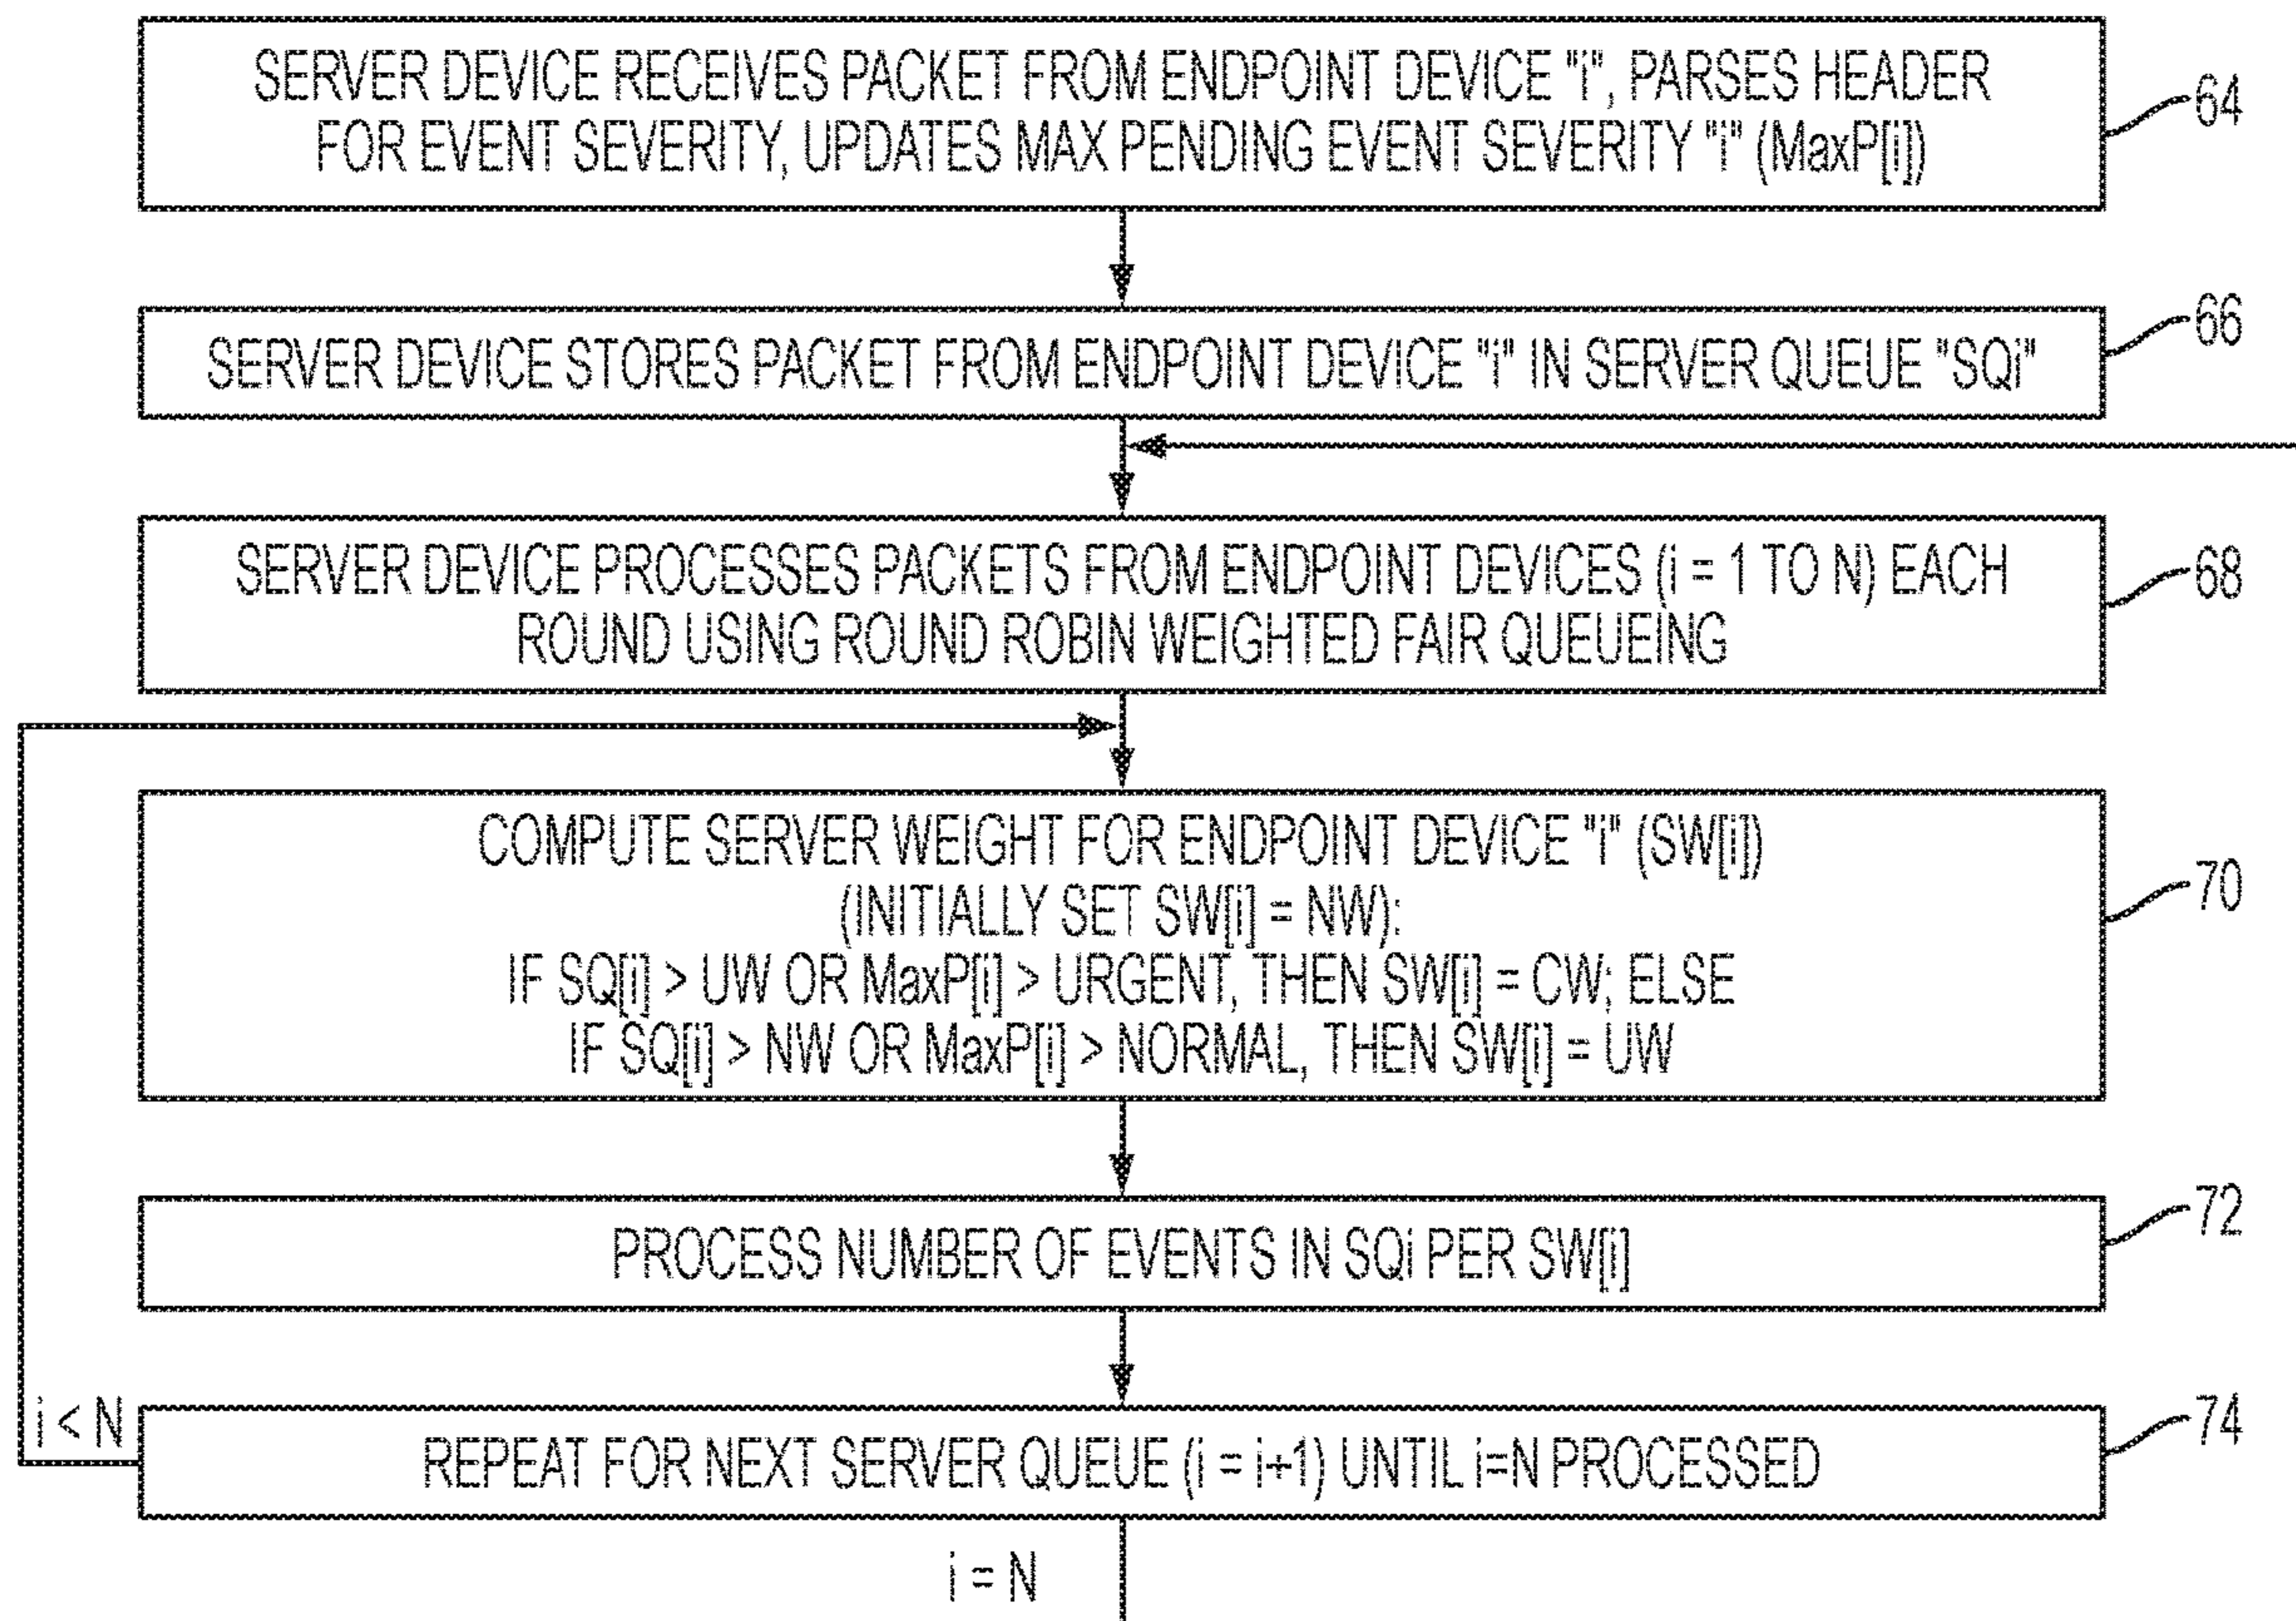 SERVER DEVICE RECEIVES PACKET FROM ENDPOINT DEVICE "i", PARSES HEADER
FOR EVENT SEVERITY, UPDATES MAX PENDING EVENT SEVERITY "i" (MaxP[i])
64
SERVER DEVICE STORES PACKET FROM ENDPOINT DEVICE "i" IN SERVER QUEUE "SQi"
66
SERVER DEVICE PROCESSES PACKETS FROM ENDPOINT DEVICES (i = 1 TO N) EACH
ROUND USING ROUND ROBIN WEIGHTED FAIR QUEUEING
68
COMPUTE SERVER WEIGHT FOR ENDPOINT DEVICE "i" (SW[i])
(INITIALLY SET SW[i] = NW):
IF SQ[i] > UW OR MaxP[i] > URGENT, THEN SW[i] = CW; ELSE
IF SQ[i] > NW OR MaxP[i] > NORMAL, THEN SW[i] = UW
70
PROCESS NUMBER OF EVENTS IN SQi PER SW[i]
72
i < N
REPEAT FOR NEXT SERVER QUEUE (i = i+1) UNTIL i=N PROCESSED
74
i = N